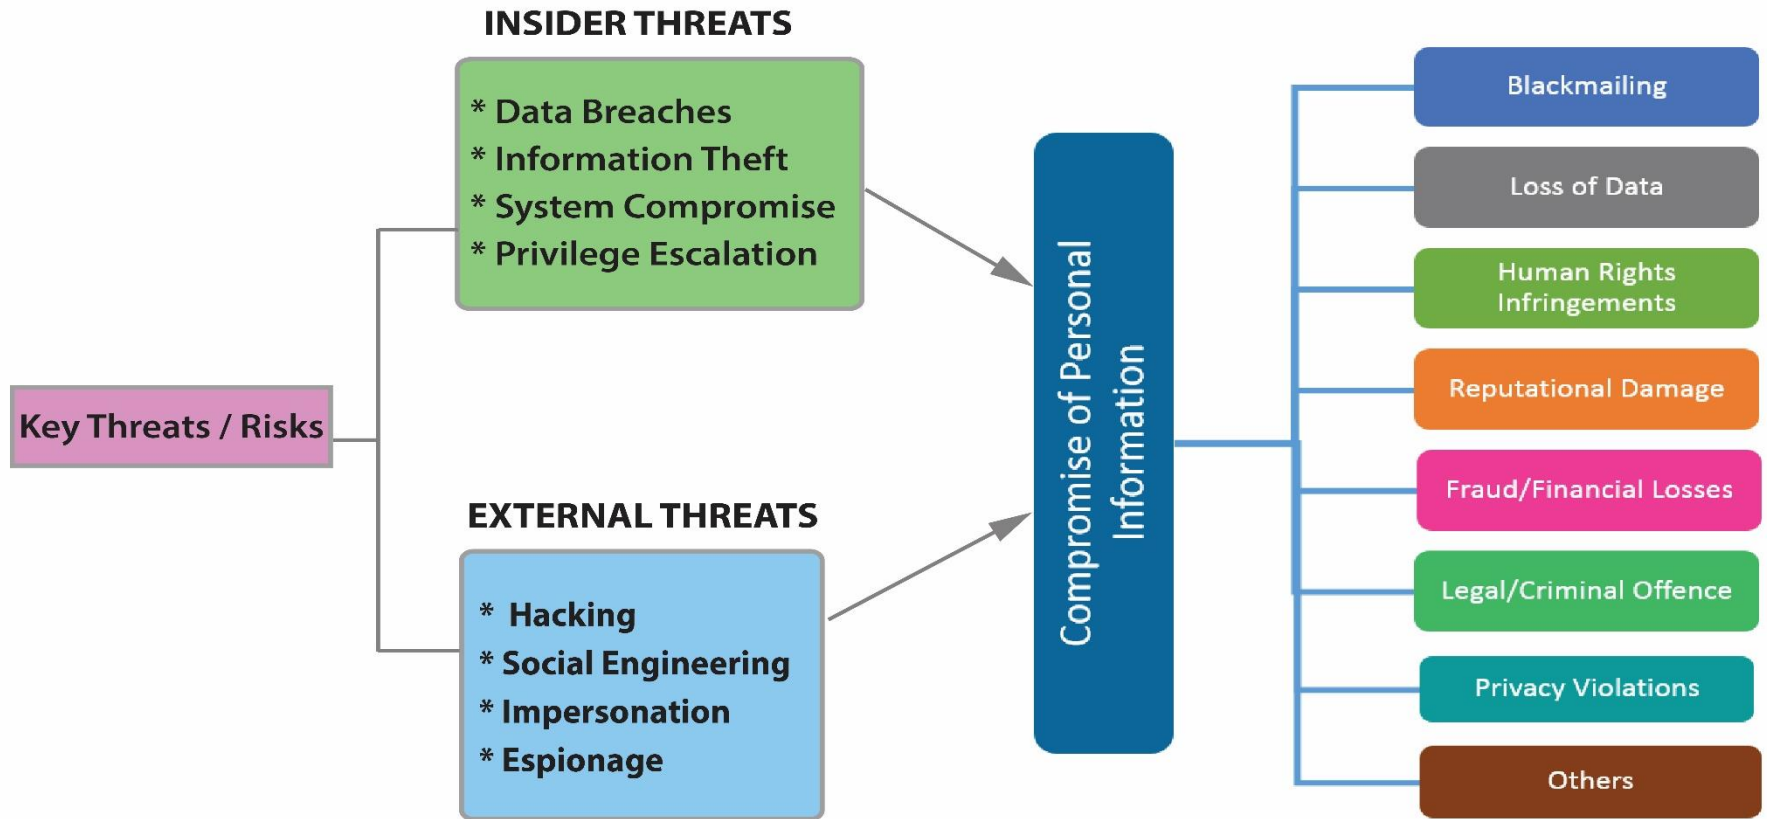 INSIDER THREATS
* Data Breaches
* Information Theft
* System Compromise
* Privilege Escalation
Key Threats / Risks
EXTERNAL THREATS
* Hacking
* Social Engineering
* Impersonation
* Espionage
Compromise of Personal
Information
Blackmailing
Loss of Data
Human Rights
Infringements
Reputational Damage
Fraud/Financial Losses
Legal/Criminal Offence
Privacy Violations
Others